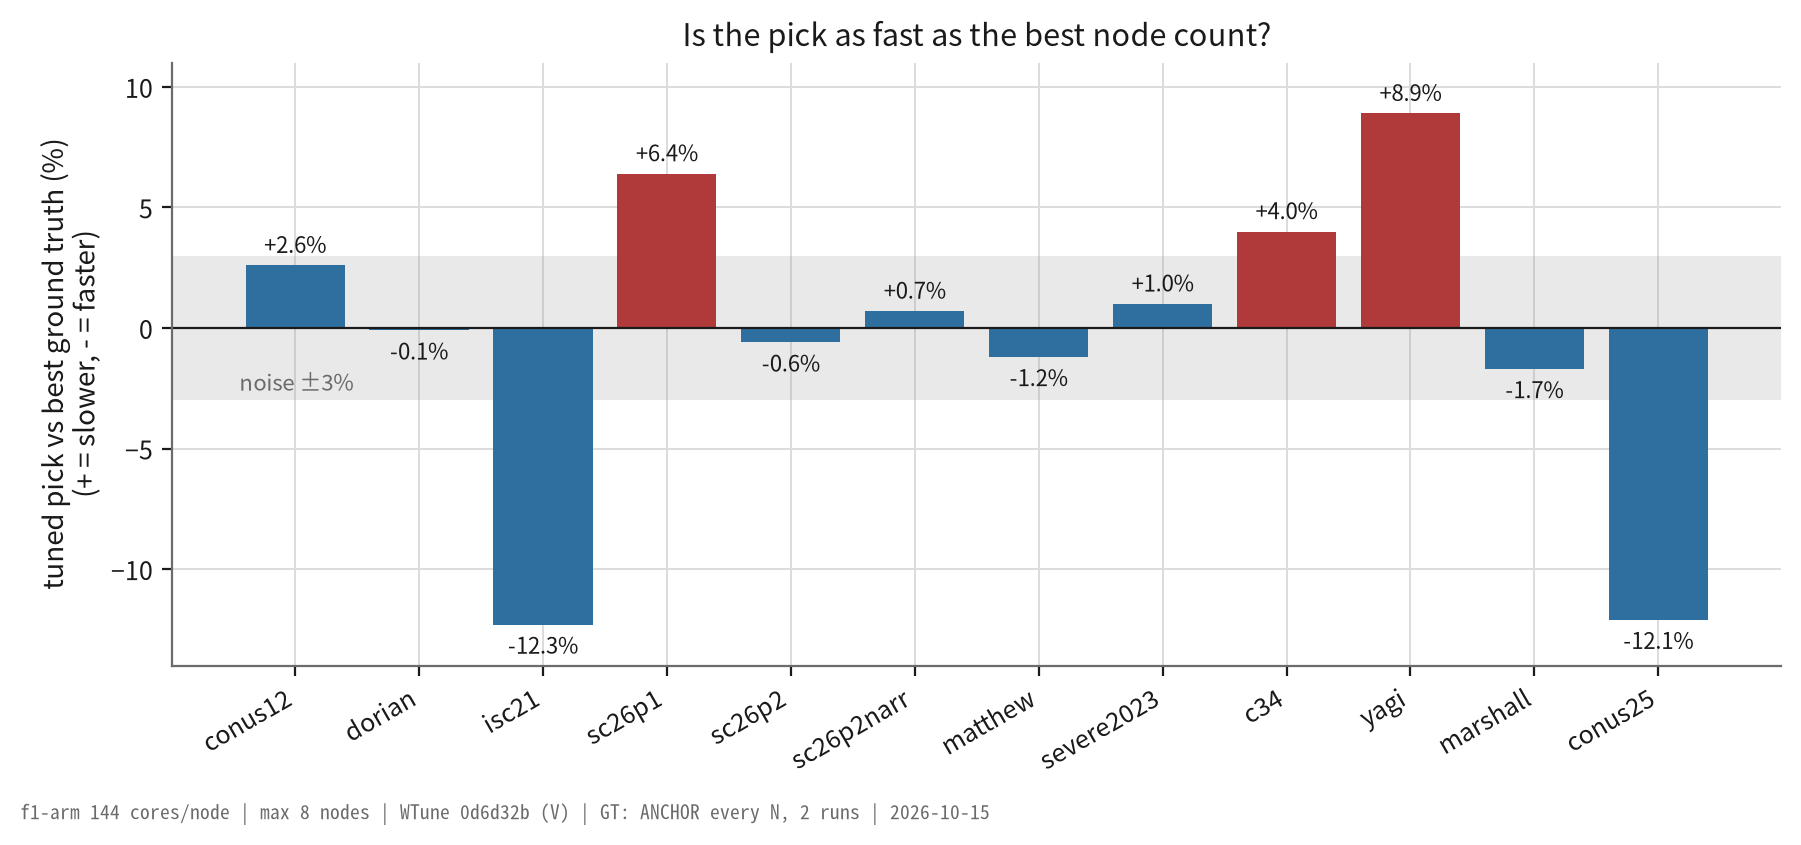 Is the pick as fast as the best node count?
tuned pick vs best ground truth (%)
(+ = slower, - = faster)
10
5
0
−5
−10
+2.6%
-0.1%
-12.3%
+6.4%
-0.6%
+0.7%
-1.2%
+1.0%
+4.0%
+8.9%
-1.7%
-12.1%
noise ±3%
conus12
dorian
isc21
sc26p1
sc26p2
sc26p2narr
matthew
severe2023
c34
yagi
marshall
conus25
f1-arm 144 cores/node | max 8 nodes | WTune 0d6d32b (V) | GT: ANCHOR every N, 2 runs | 2026-10-15